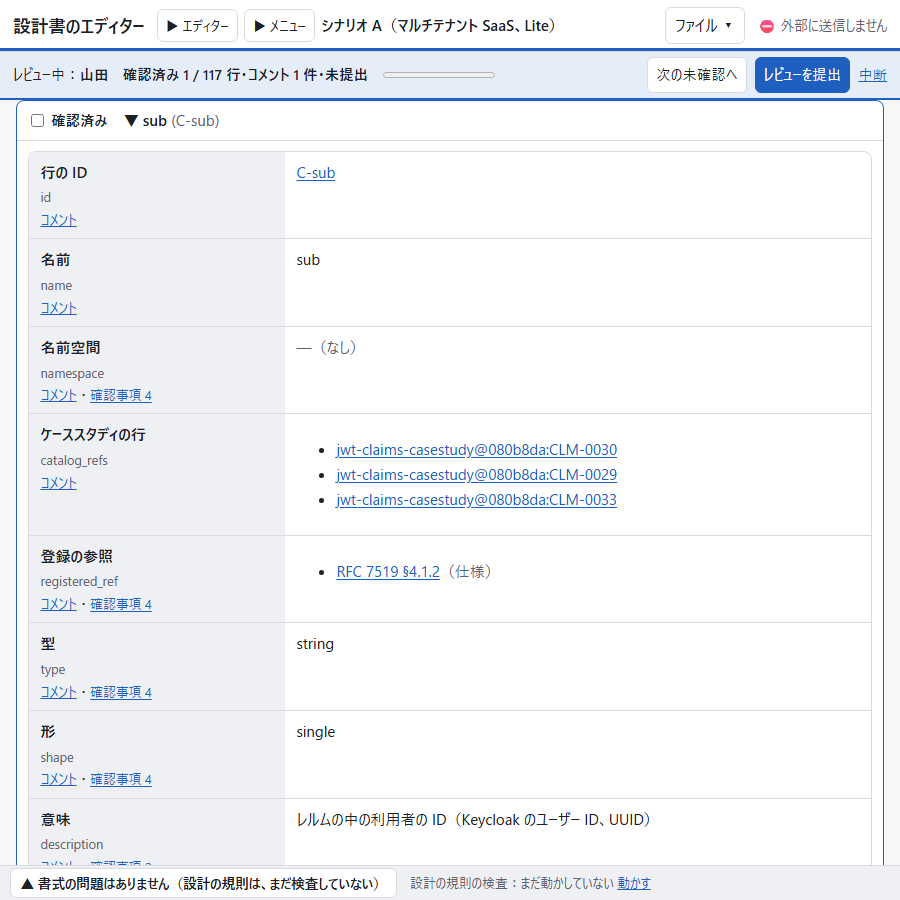 設計書のエディター ▶ エディター ▶ メニュー シナリオ A（マルチテナント SaaS、Lite） ファイル ▼ ⛔ 外部に送信しません
レビュー中：山田 確認済み 1 / 117 行・コメント 1 件・未提出 次の未確認へ レビューを提出 中断
確認済み ▼ sub (C-sub)
行の ID
C-sub
id
コメント
名前
sub
name
コメント
名前空間
—（なし）
namespace
コメント・確認事項 4
ケーススタディの行
catalog_refs
コメント
• jwt-claims-casestudy@080b8da:CLM-0030
• jwt-claims-casestudy@080b8da:CLM-0029
• jwt-claims-casestudy@080b8da:CLM-0033
登録の参照
registered_ref
コメント・確認事項 4
• RFC 7519 §4.1.2（仕様）
型
string
type
コメント・確認事項 4
形
single
shape
コメント・確認事項 4
意味
レルムの中の利用者の ID（Keycloak のユーザー ID、UUID）
description
▲ 書式の問題はありません（設計の規則は、まだ検査していない） 設計の規則の検査：まだ動かしていない 動かす